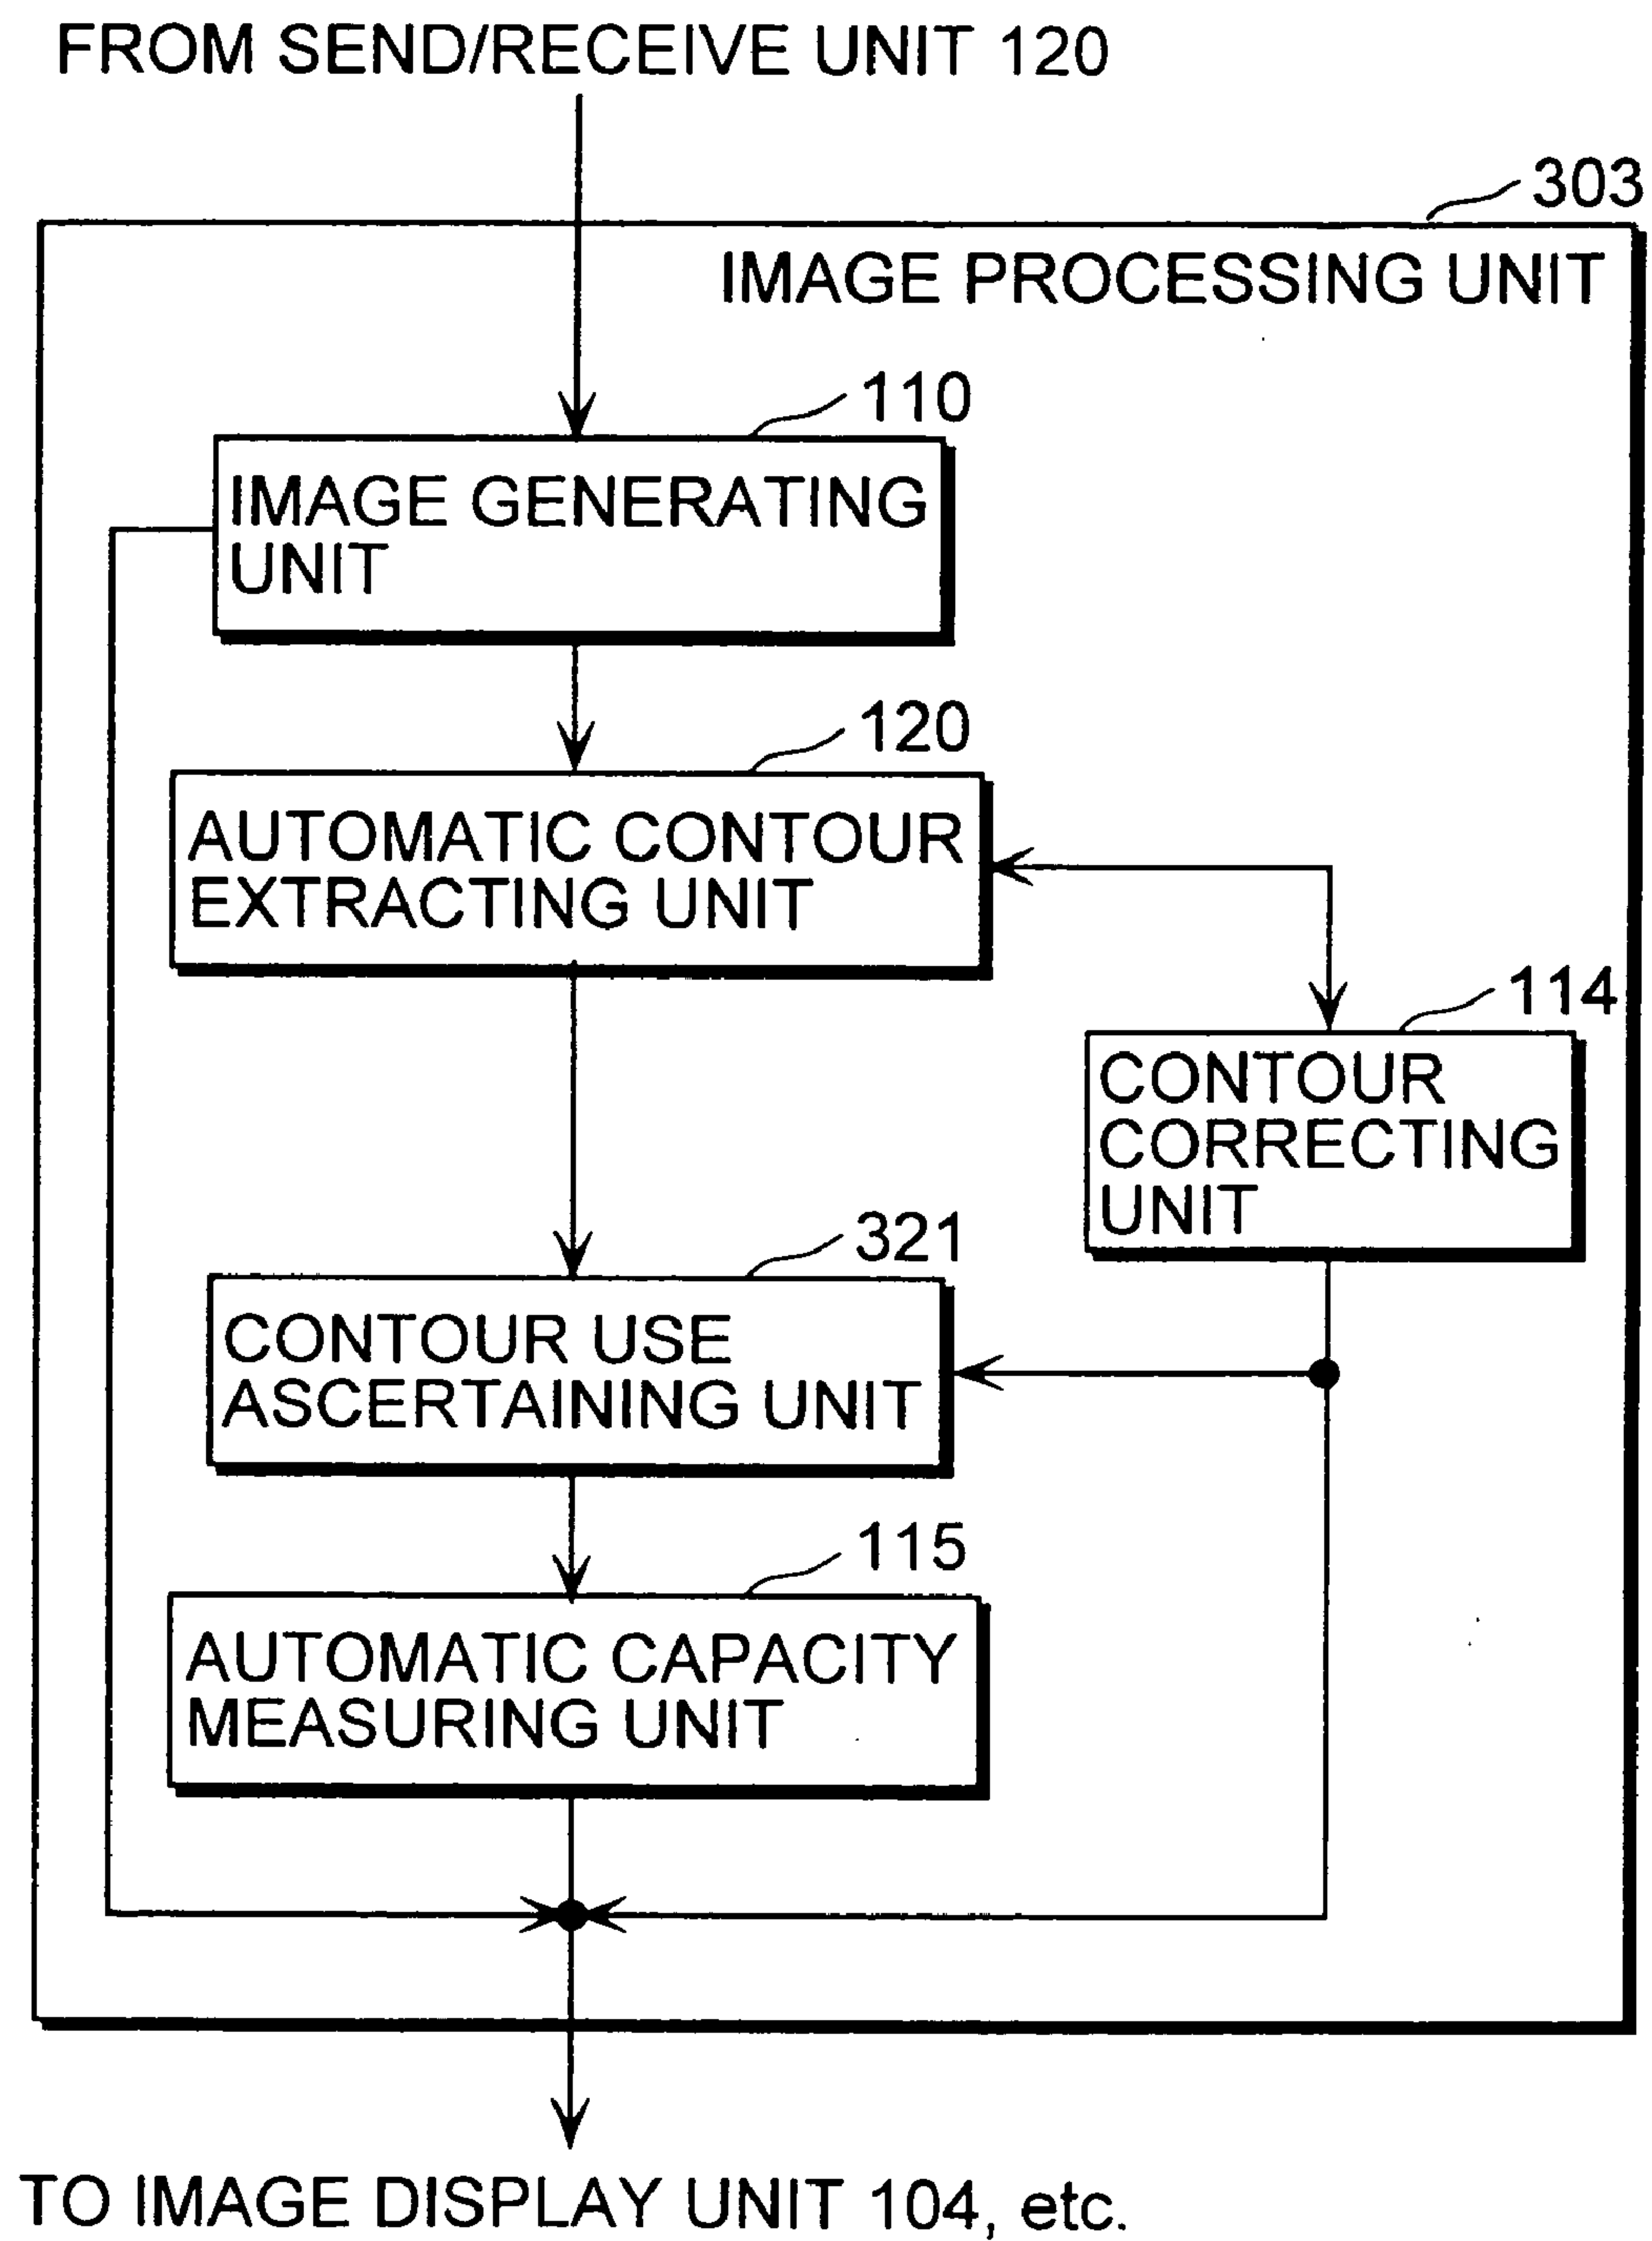 FROM SEND/RECEIVE UNIT 120
303
IMAGE PROCESSING UNIT
110
IMAGE GENERATING
UNIT
120
AUTOMATIC CONTOUR
EXTRACTING UNIT
114
CONTOUR
CORRECTING
UNIT
321
CONTOUR USE
ASCERTAINING UNIT
115
AUTOMATIC CAPACITY
MEASURING UNIT
TO IMAGE DISPLAY UNIT 104, etc.